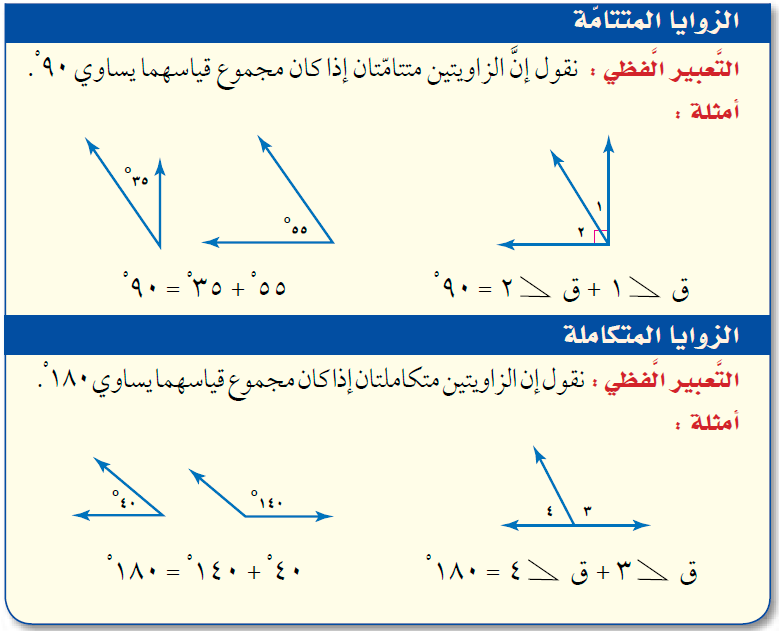 الزوايا المتتامّة
التَّعبير الَّفظي : نقول إنَّ الزاويتين متتامّتان إذا كان مجموع قياسهما يساوي ٩٠°.
أمثلة :
١
٢
٥٥°
٣٥°
ق ∠ ١ + ق ∠ ٢ = ٩٠°
٥٥° + ٣٥° = ٩٠°
الزوايا المتكاملة
التَّعبير الَّفظي : نقول إن الزاويتين متكاملتان إذا كان مجموع قياسهما يساوي ١٨٠°.
أمثلة :
٣
٤
١٤٠°
٤٠°
ق ∠ ٣ + ق ∠ ٤ = ١٨٠°
٤٠° + ١٤٠° = ١٨٠°